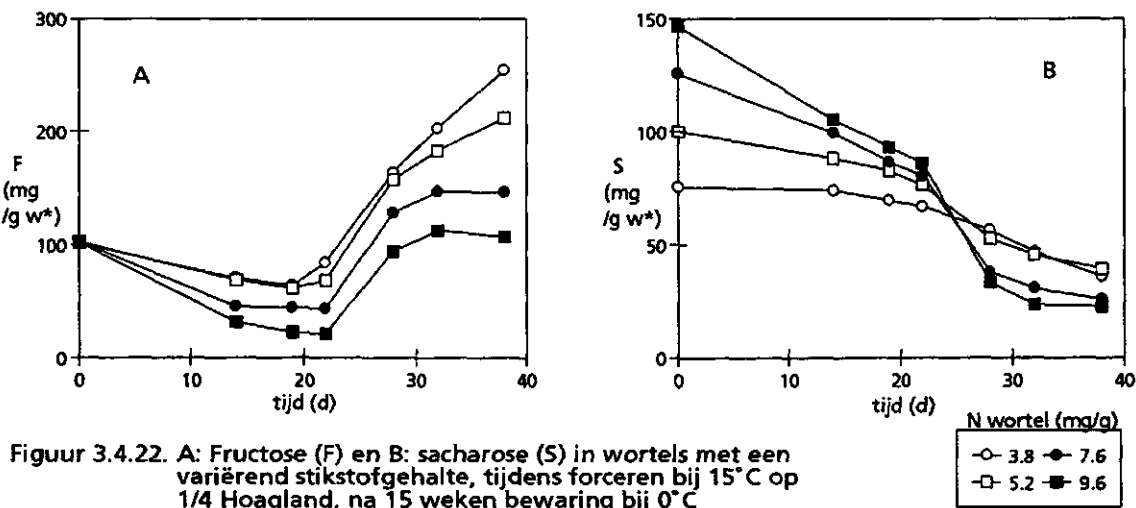 300
200
100
0
F
(mg
/g w*)
A
0 10 20 30 40
tijd (d)
150
100
50
0
S
(mg
/g w*)
B
0 10 20 30 40
tijd (d)
N wortel (mg/g)
3.8 7.6
5.2 9.6
Figuur 3.4.22. A: Fructose (F) en B: sacharose (S) in wortels met een
variërend stikstofgehalte, tijdens forceren bij 15°C op
1/4 Hoagland, na 15 weken bewaring bij 0°C